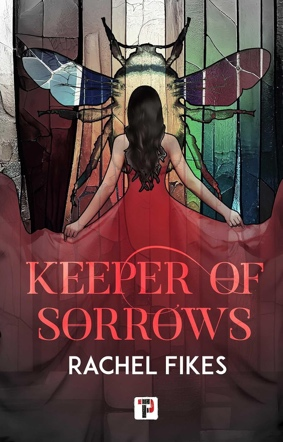 KEEPER OF
SORROWS
RACHEL FIKES